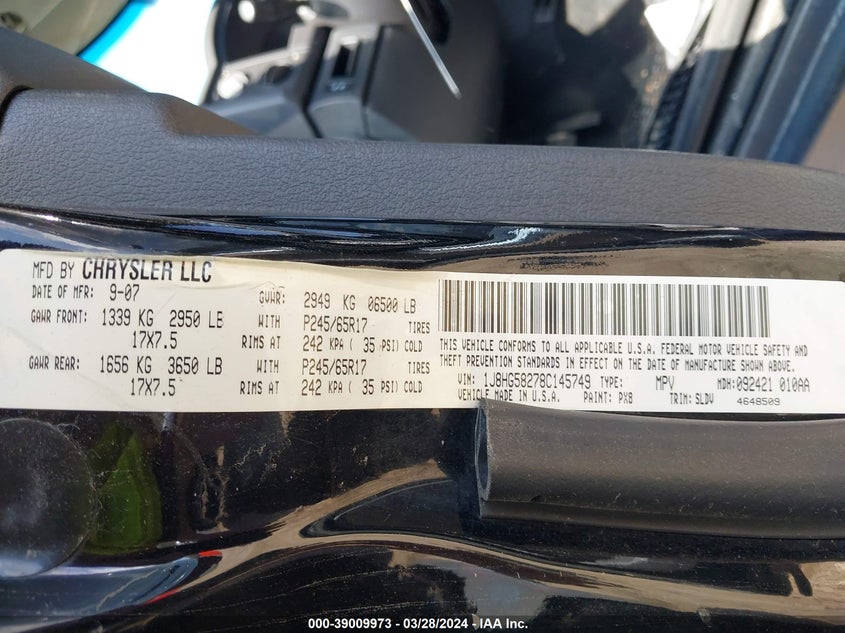 MFD BY CHRYSLER LLC
DATE OF MFR: 9-07 GVWR: 2949 KG 06500 LB
GAWR FRONT: 1339 KG 2950 LB WITH P245/65R17 TIRES
17X7.5 RIMS AT 242 KPA ( 35 PSI) COLD
GAWR REAR: 1656 KG 3650 LB WITH P245/65R17 TIRES
17X7.5 RIMS AT 242 KPA ( 35 PSI) COLD
THIS VEHICLE CONFORMS TO ALL APPLICABLE U.S.A. FEDERAL MOTOR VEHICLE SAFETY AND
THEFT PREVENTION STANDARDS IN EFFECT ON THE DATE OF MANUFACTURE SHOWN ABOVE.
VIN: 1J8HG58278C145749 TYPE: MPV MDH: 092421 010AA
VEHICLE MADE IN U.S.A. PAINT: PX8 TRIM: SLDV 4648509
000-39009973 - 03/28/2024 - IAA Inc.